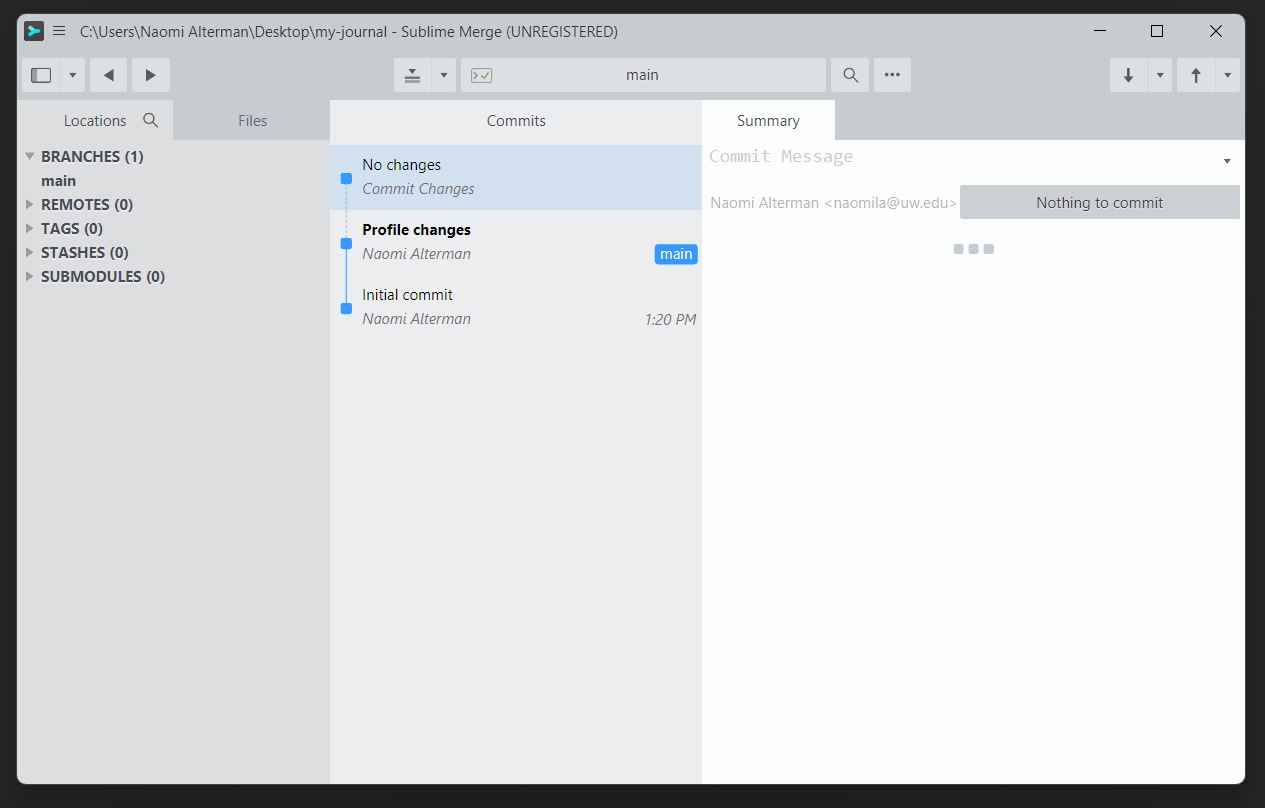 C:\Users\Naomi Alterman\Desktop\my-journal - Sublime Merge (UNREGISTERED)
main
Locations
Files
Commits
Summary
BRANCHES (1)
main
REMOTES (0)
TAGS (0)
STASHES (0)
SUBMODULES (0)
No changes
Commit Changes
Profile changes
Naomi Alterman
main
Initial commit
Naomi Alterman
1:20 PM
Commit Message
Naomi Alterman <naomila@uw.edu>
Nothing to commit